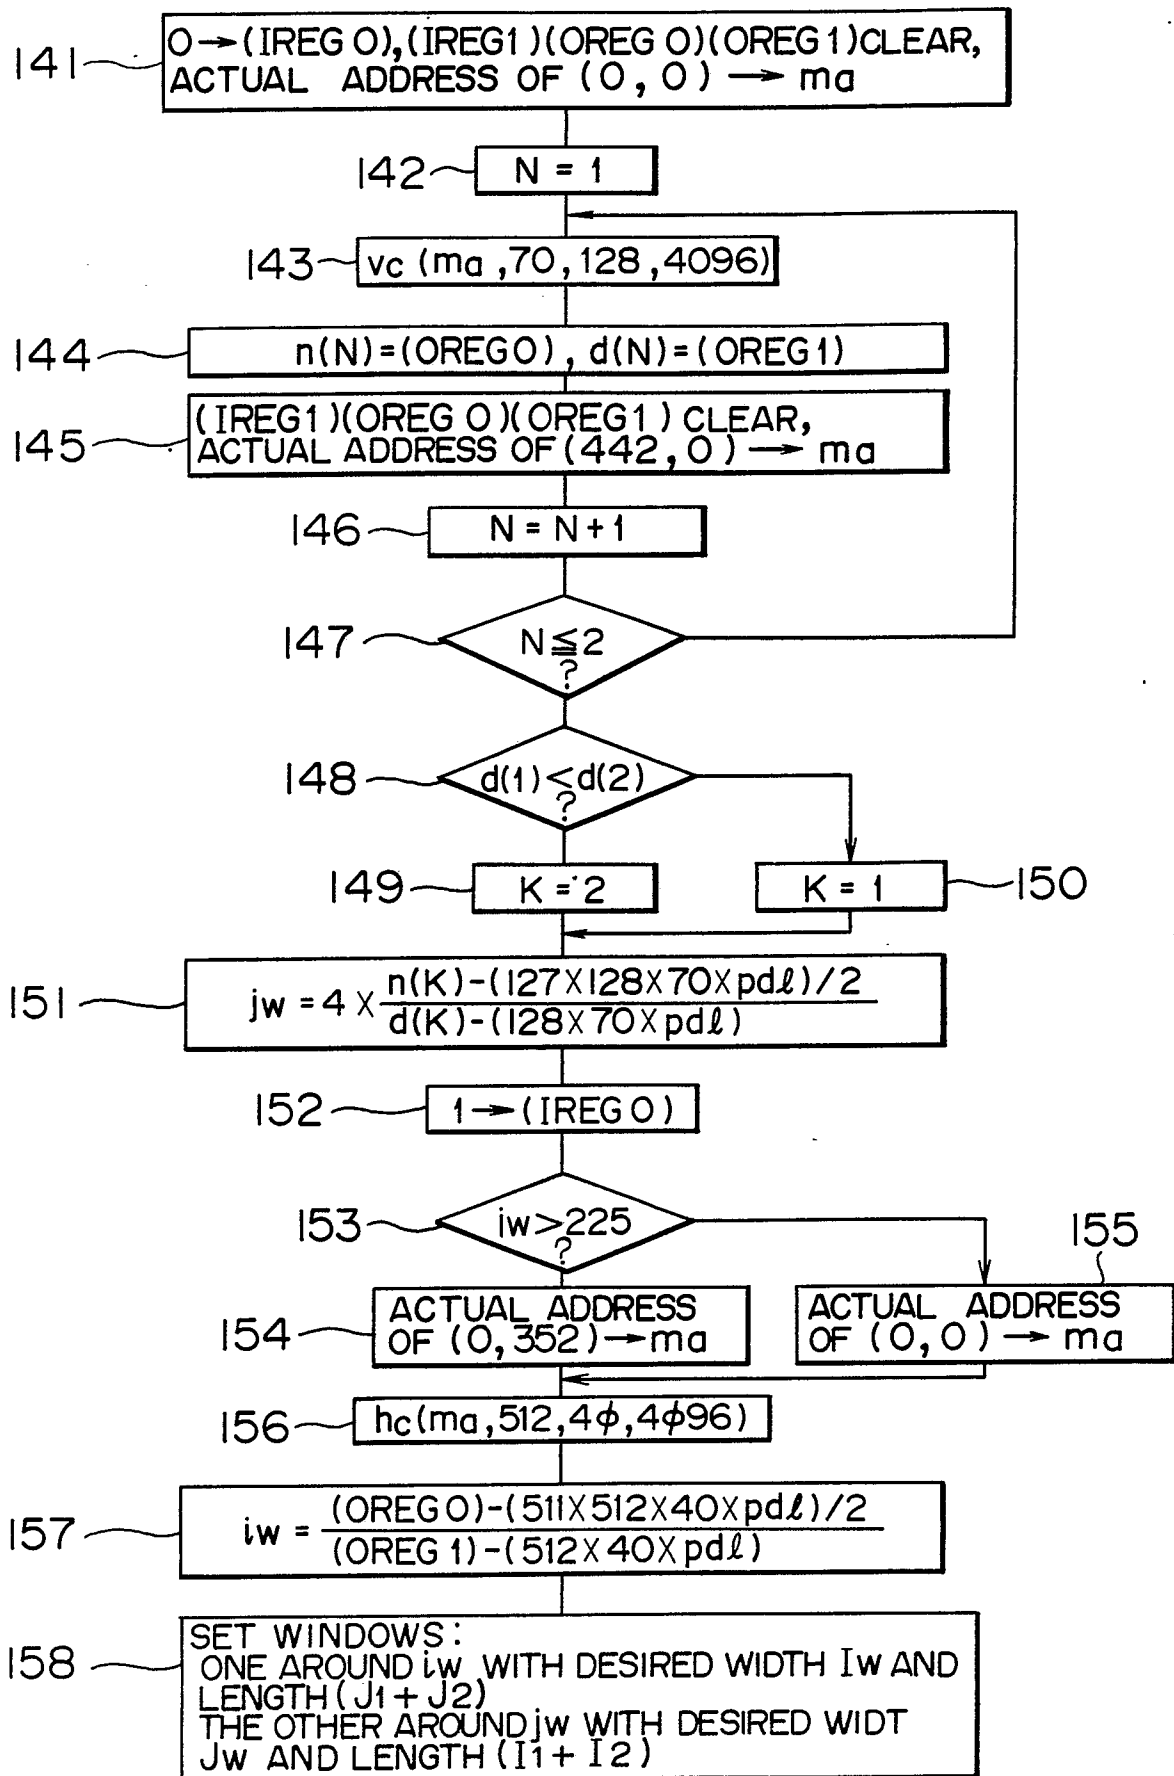 141
0→(IREG 0),(IREG1)(OREG 0)(OREG1)CLEAR,
ACTUAL ADDRESS OF (0,0)→ma
142
N = 1
143
vc (ma,70,128,4096)
144
n(N)=(OREG0), d(N)=(OREG1)
145
(IREG1)(OREG 0)(OREG1) CLEAR,
ACTUAL ADDRESS OF(442,0)→ ma
146
N = N+1
147
N≦2
?
148
d(1)<d(2)
?
149
K = 2
K = 1
150
151
jw = 4 × n(K)-(127×128×70×pdℓ)/2
d(K)-(128×70×pdℓ)
152
1→(IREG 0)
153
iw>225
?
155
154
ACTUAL ADDRESS
OF (0,352)→ma
ACTUAL ADDRESS
OF (0,0)→ma
156
hc(ma,512,4ϕ,4ϕ96)
157
iw = (OREG 0)-(511×512×40×pdℓ)/2
(OREG 1)-(512×40×pdℓ)
158
SET WINDOWS:
ONE AROUND iw WITH DESIRED WIDTH Iw AND
LENGTH(J1+J2)
THE OTHER AROUND jw WITH DESIRED WIDT
Jw AND LENGTH (I1+I2)